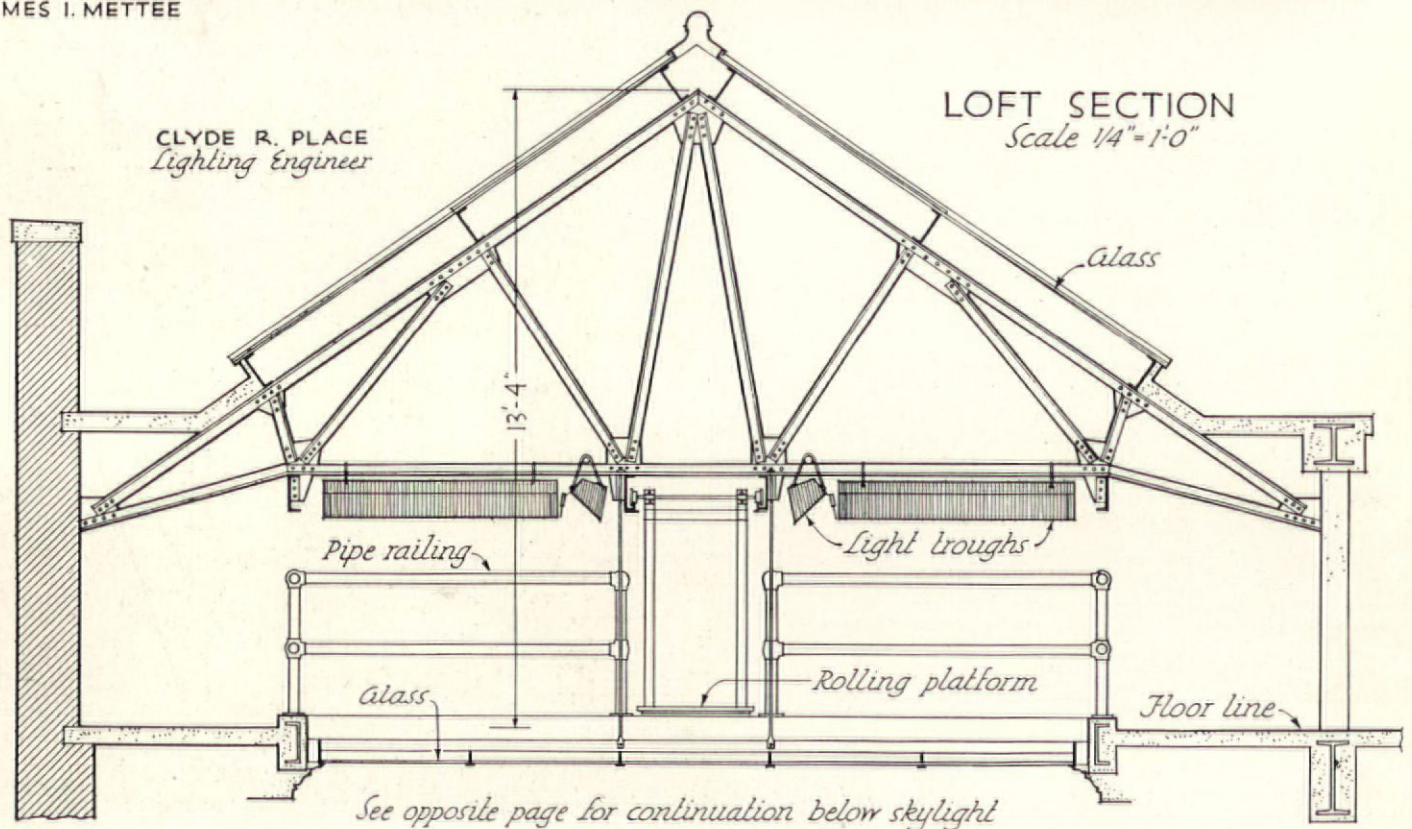 MES I. METTEE
LOFT SECTION
Scale 1/4"=1'-0"
CLYDE R. PLACE
Lighting Engineer
Glass
13'-4"
Pipe railing
Light troughs
Glass
Rolling platform
Floor line
See opposite page for continuation below skylight